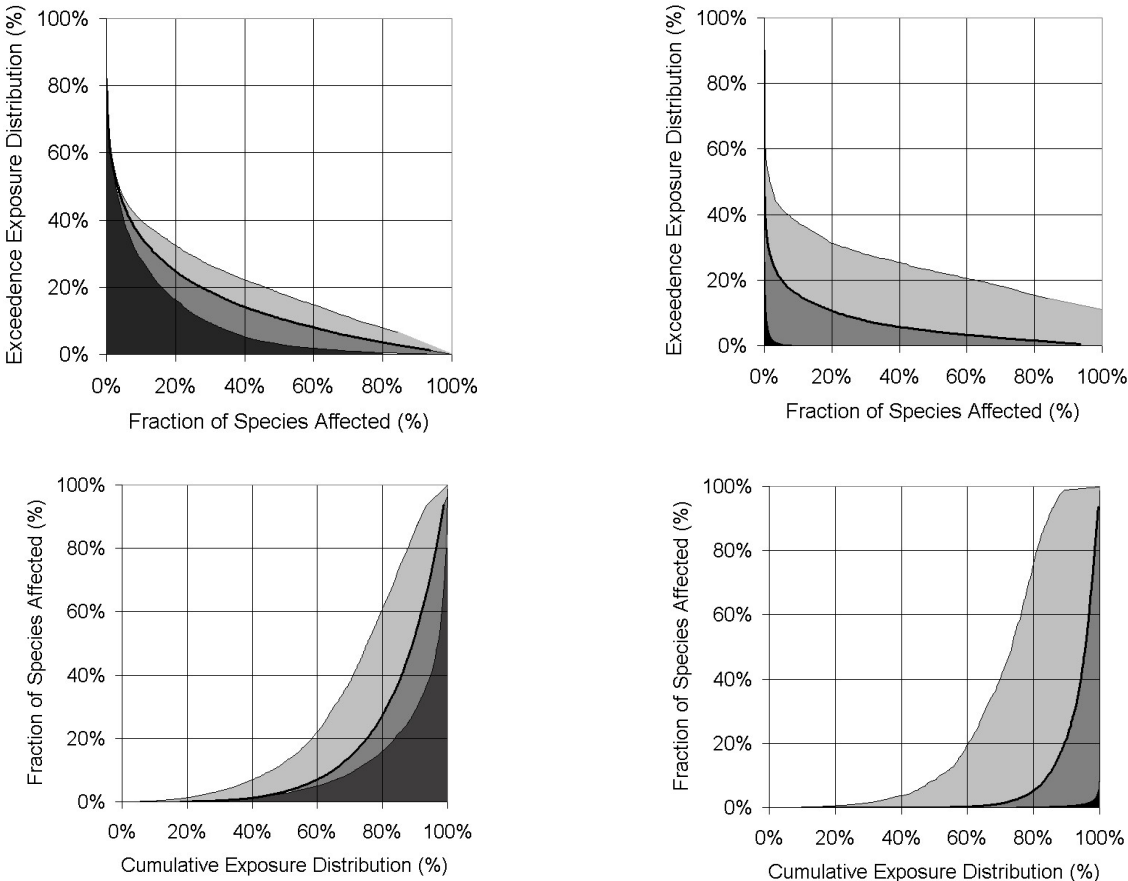 Exceedence Exposure Distribution (%)
100%
80%
60%
40%
20%
0%
0% 20% 40% 60% 80% 100%
Fraction of Species Affected (%)
Exceedence Exposure Distribution (%)
100%
80%
60%
40%
20%
0%
0% 20% 40% 60% 80% 100%
Fraction of Species Affected (%)
Fraction of Species Affected (%)
100%
80%
60%
40%
20%
0%
0% 20% 40% 60% 80% 100%
Cumulative Exposure Distribution (%)
Fraction of Species Affected (%)
100%
80%
60%
40%
20%
0%
0% 20% 40% 60% 80% 100%
Cumulative Exposure Distribution (%)